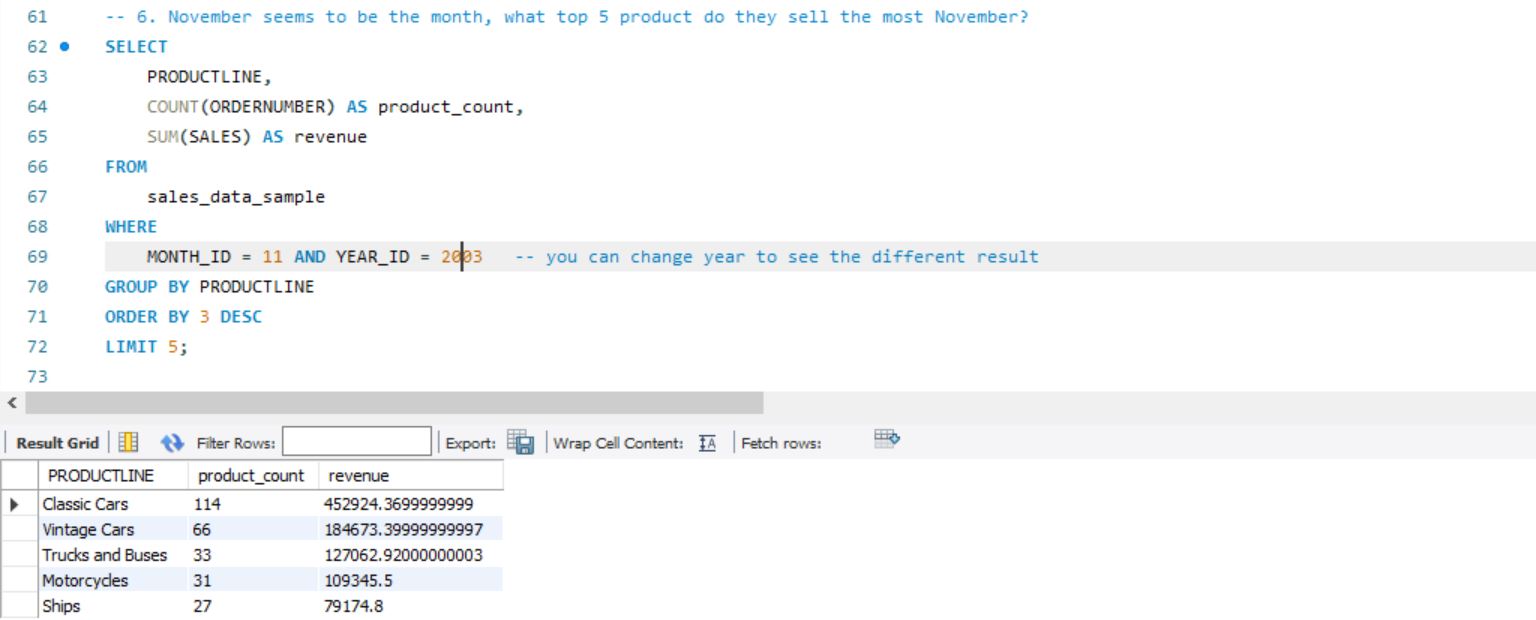 61 -- 6. November seems to be the month, what top 5 product do they sell the most November?
62 SELECT
63 PRODUCTLINE,
64 COUNT(ORDERNUMBER) AS product_count,
65 SUM(SALES) AS revenue
66 FROM
67 sales_data_sample
68 WHERE
69 MONTH_ID = 11 AND YEAR_ID = 2003 -- you can change year to see the different result
70 GROUP BY PRODUCTLINE
71 ORDER BY 3 DESC
72 LIMIT 5;
73
Result Grid Filter Rows: Export: Wrap Cell Content: IA Fetch rows:
PRODUCTLINE product_count revenue
Classic Cars 114 452924.3699999999
Vintage Cars 66 184673.39999999997
Trucks and Buses 33 127062.92000000003
Motorcycles 31 109345.5
Ships 27 79174.8